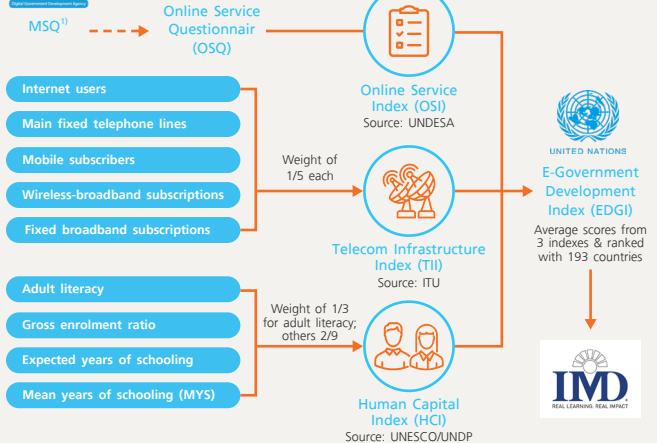 Digital Government Development Agency
MSQ1)
Online Service
Questionnair
(OSQ)
Online Service
Index (OSI)
Source: UNDESA
Internet users
Main fixed telephone lines
Mobile subscribers
Wireless-broadband subscriptions
Fixed broadband subscriptions
Weight of
1/5 each
Telecom Infrastructure
Index (TII)
Source: ITU
Adult literacy
Gross enrolment ratio
Expected years of schooling
Mean years of schooling (MYS)
Weight of 1/3
for adult literacy;
others 2/9
Human Capital
Index (HCI)
Source: UNESCO/UNDP
UNITED NATIONS
E-Government
Development
Index (EDGI)
Average scores from
3 indexes & ranked
with 193 countries
IMD
REAL LEARNING. REAL IMPACT